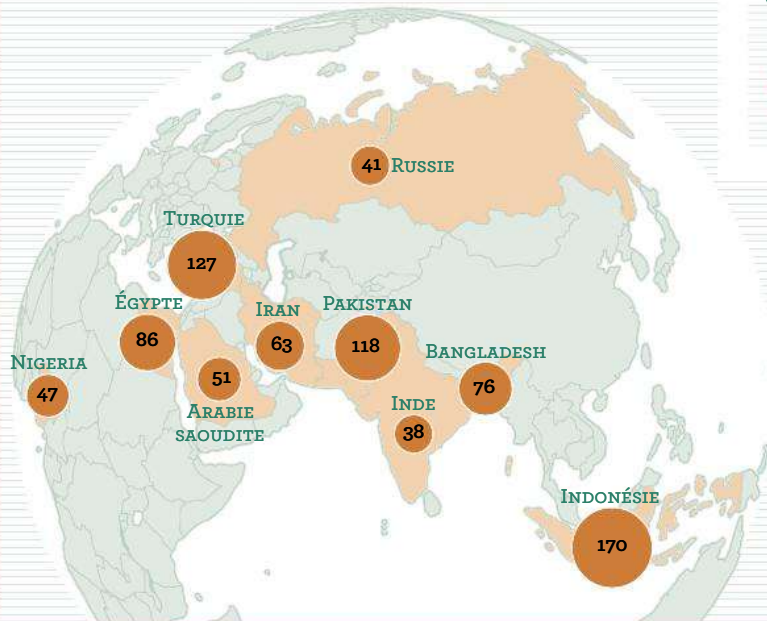 41 Russie
Turquie
127
Égypte
86
Iran
63
Pakistan
118
Bangladesh
76
Nigeria
47
51
Arabie
saoudite
Inde
38
Indonésie
170